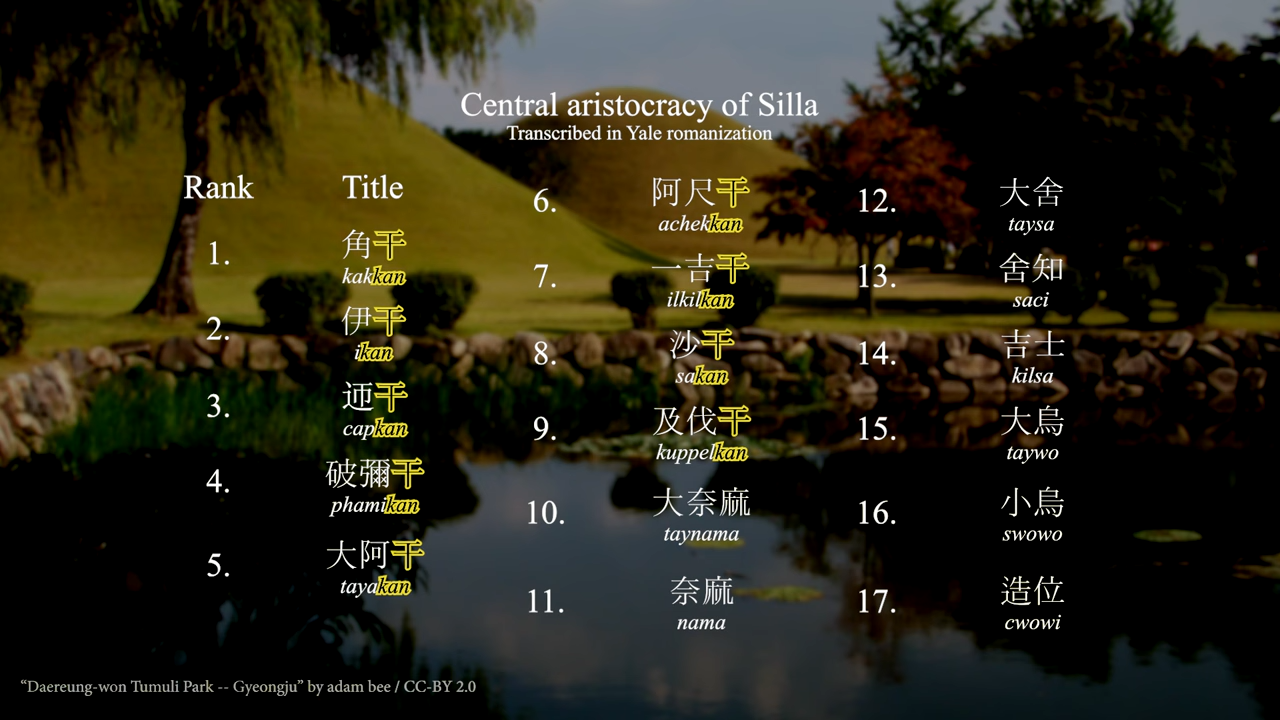 Central aristocracy of Silla
Transcribed in Yale romanization
Rank Title
1. 角干
kakkan
2. 伊干
ikan
3. 迊干
capkan
4. 破彌干
phamikan
5. 大阿干
tayakan
6. 阿尺干
achekkan
7. 一吉干
ilkilkan
8. 沙干
sakan
9. 及伐干
kuppelkan
10. 大奈麻
taynama
11. 奈麻
nama
12. 大舍
taysa
13. 舍知
saci
14. 吉士
kilsa
15. 大烏
taywo
16. 小烏
swowo
17. 造位
cwowi
“Daereung-won Tumuli Park -- Gyeongju” by adam bee / CC-BY 2.0